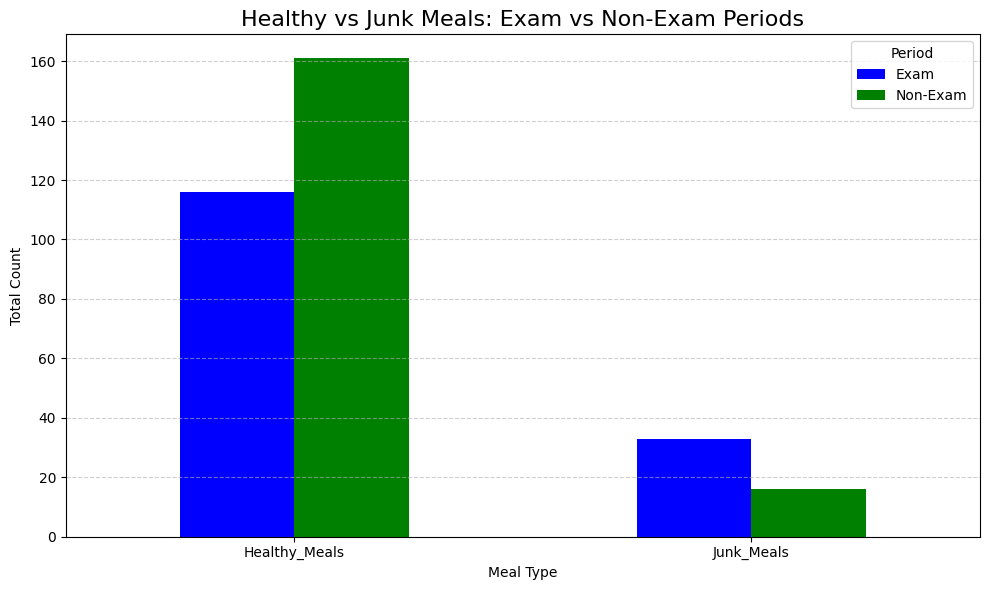 Healthy vs Junk Meals: Exam vs Non-Exam Periods
Period
Exam
Non-Exam
Total Count
160
140
120
100
80
60
40
20
0
Healthy_Meals
Junk_Meals
Meal Type